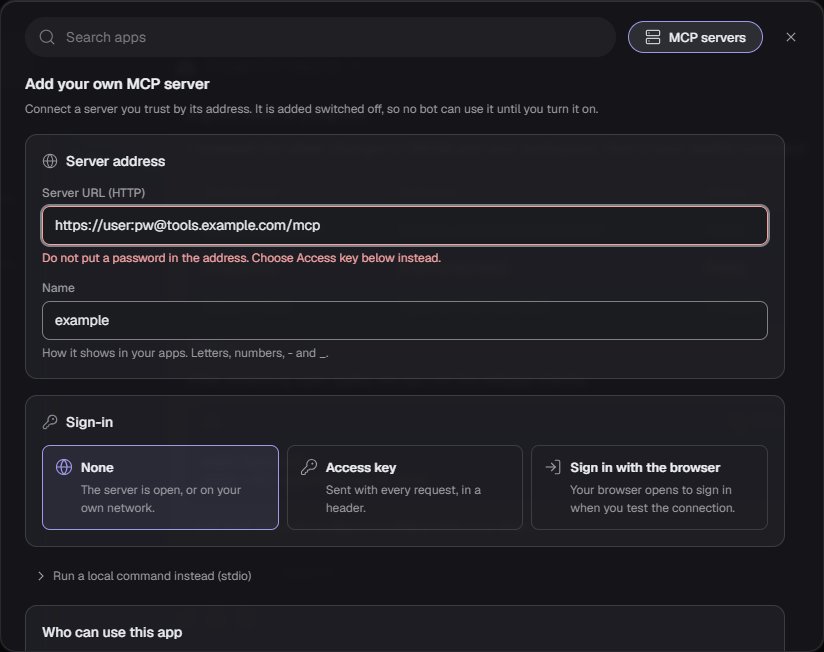 Search apps
MCP servers
Add your own MCP server
Connect a server you trust by its address. It is added switched off, so no bot can use it until you turn it on.
Server address
Server URL (HTTP)
https://user:pw@tools.example.com/mcp
Do not put a password in the address. Choose Access key below instead.
Name
example
How it shows in your apps. Letters, numbers, - and _.
Sign-in
None
The server is open, or on your
own network.
Access key
Sent with every request, in a
header.
Sign in with the browser
Your browser opens to sign in
when you test the connection.
Run a local command instead (stdio)
Who can use this app